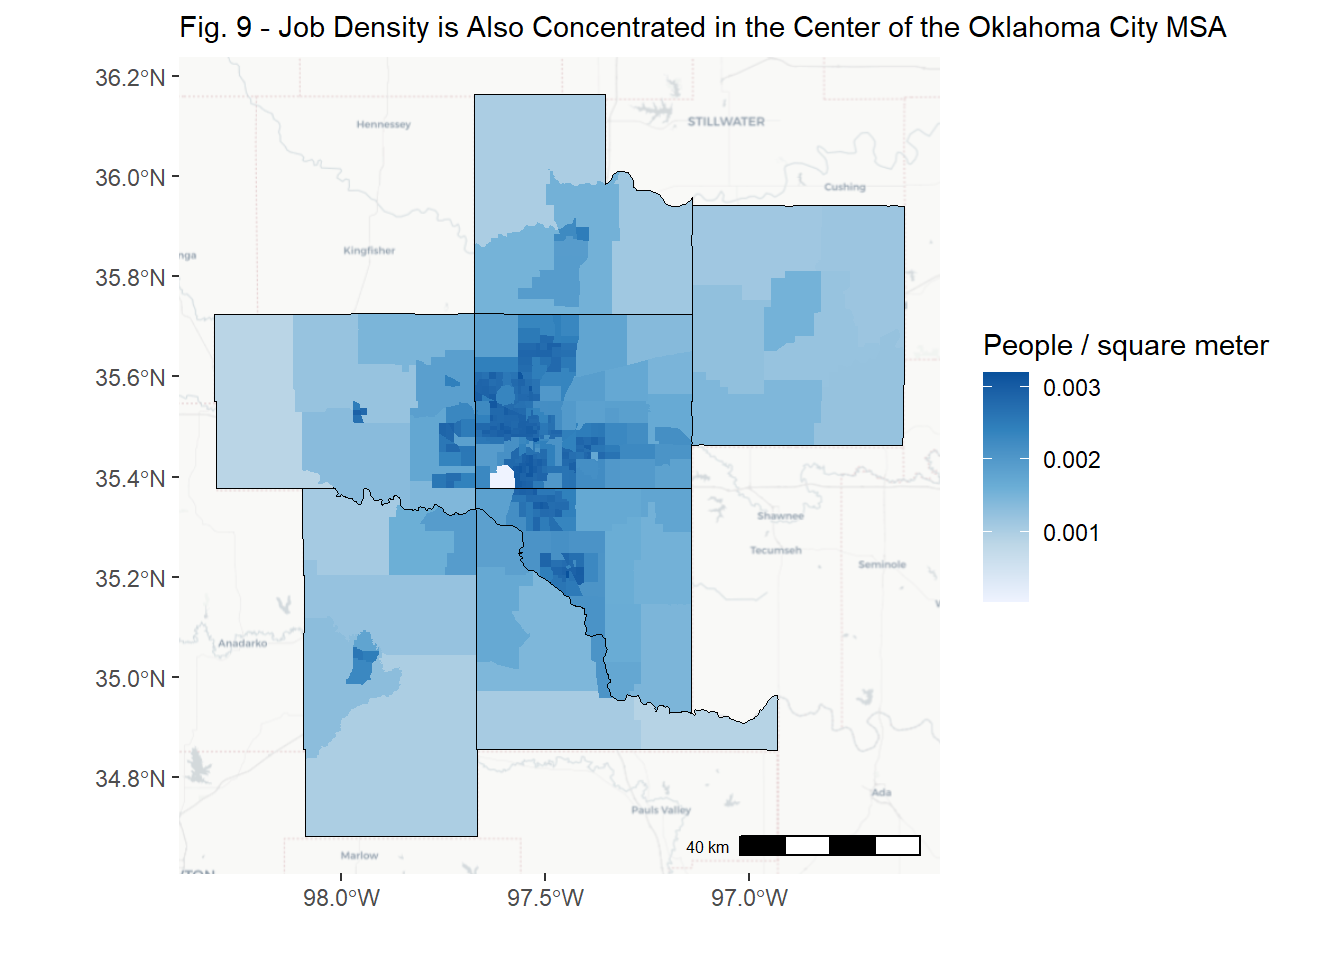 Fig. 9 - Job Density is Also Concentrated in the Center of the Oklahoma City MSA
36.2°N
36.0°N
35.8°N
35.6°N
35.4°N
35.2°N
35.0°N
34.8°N
Hennessey
STILLWATER
Cushing
Kingfisher
nga
Shawnee
Tecumseh
Seminole
Anadarko
Pauls Valley
Ada
Marlow
40 km
98.0°W
97.5°W
97.0°W
People / square meter
0.003
0.002
0.001